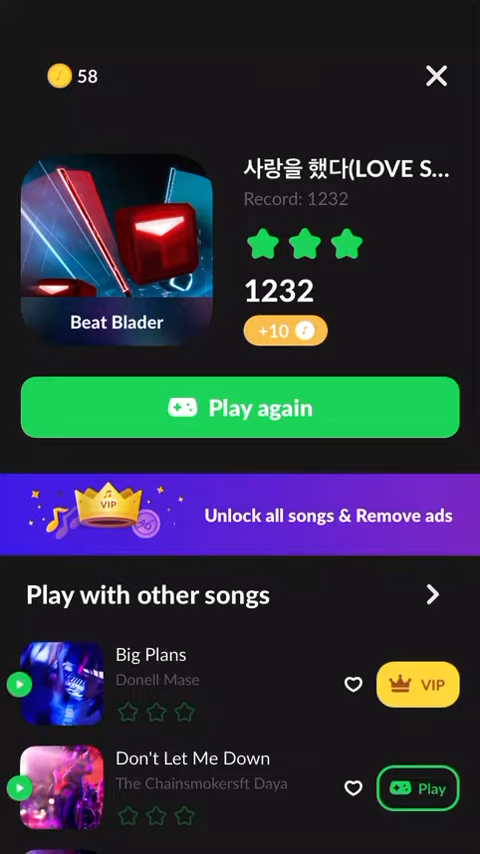 58
사랑을 했다(LOVE S...
Record: 1232
1232
+10
Beat Blader
Play again
VIP
Unlock all songs & Remove ads
Play with other songs
Big Plans
Donell Mase
VIP
Don't Let Me Down
The Chainsmokersft Daya
Play